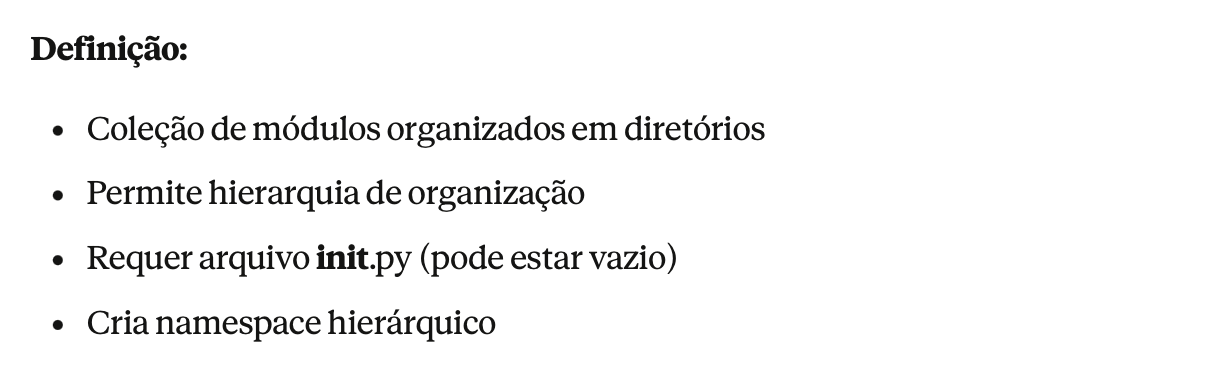 Definição:
Coleção de módulos organizados em diretórios
Permite hierarquia de organização
Requer arquivo init.py (pode estar vazio)
Cria namespace hierárquico